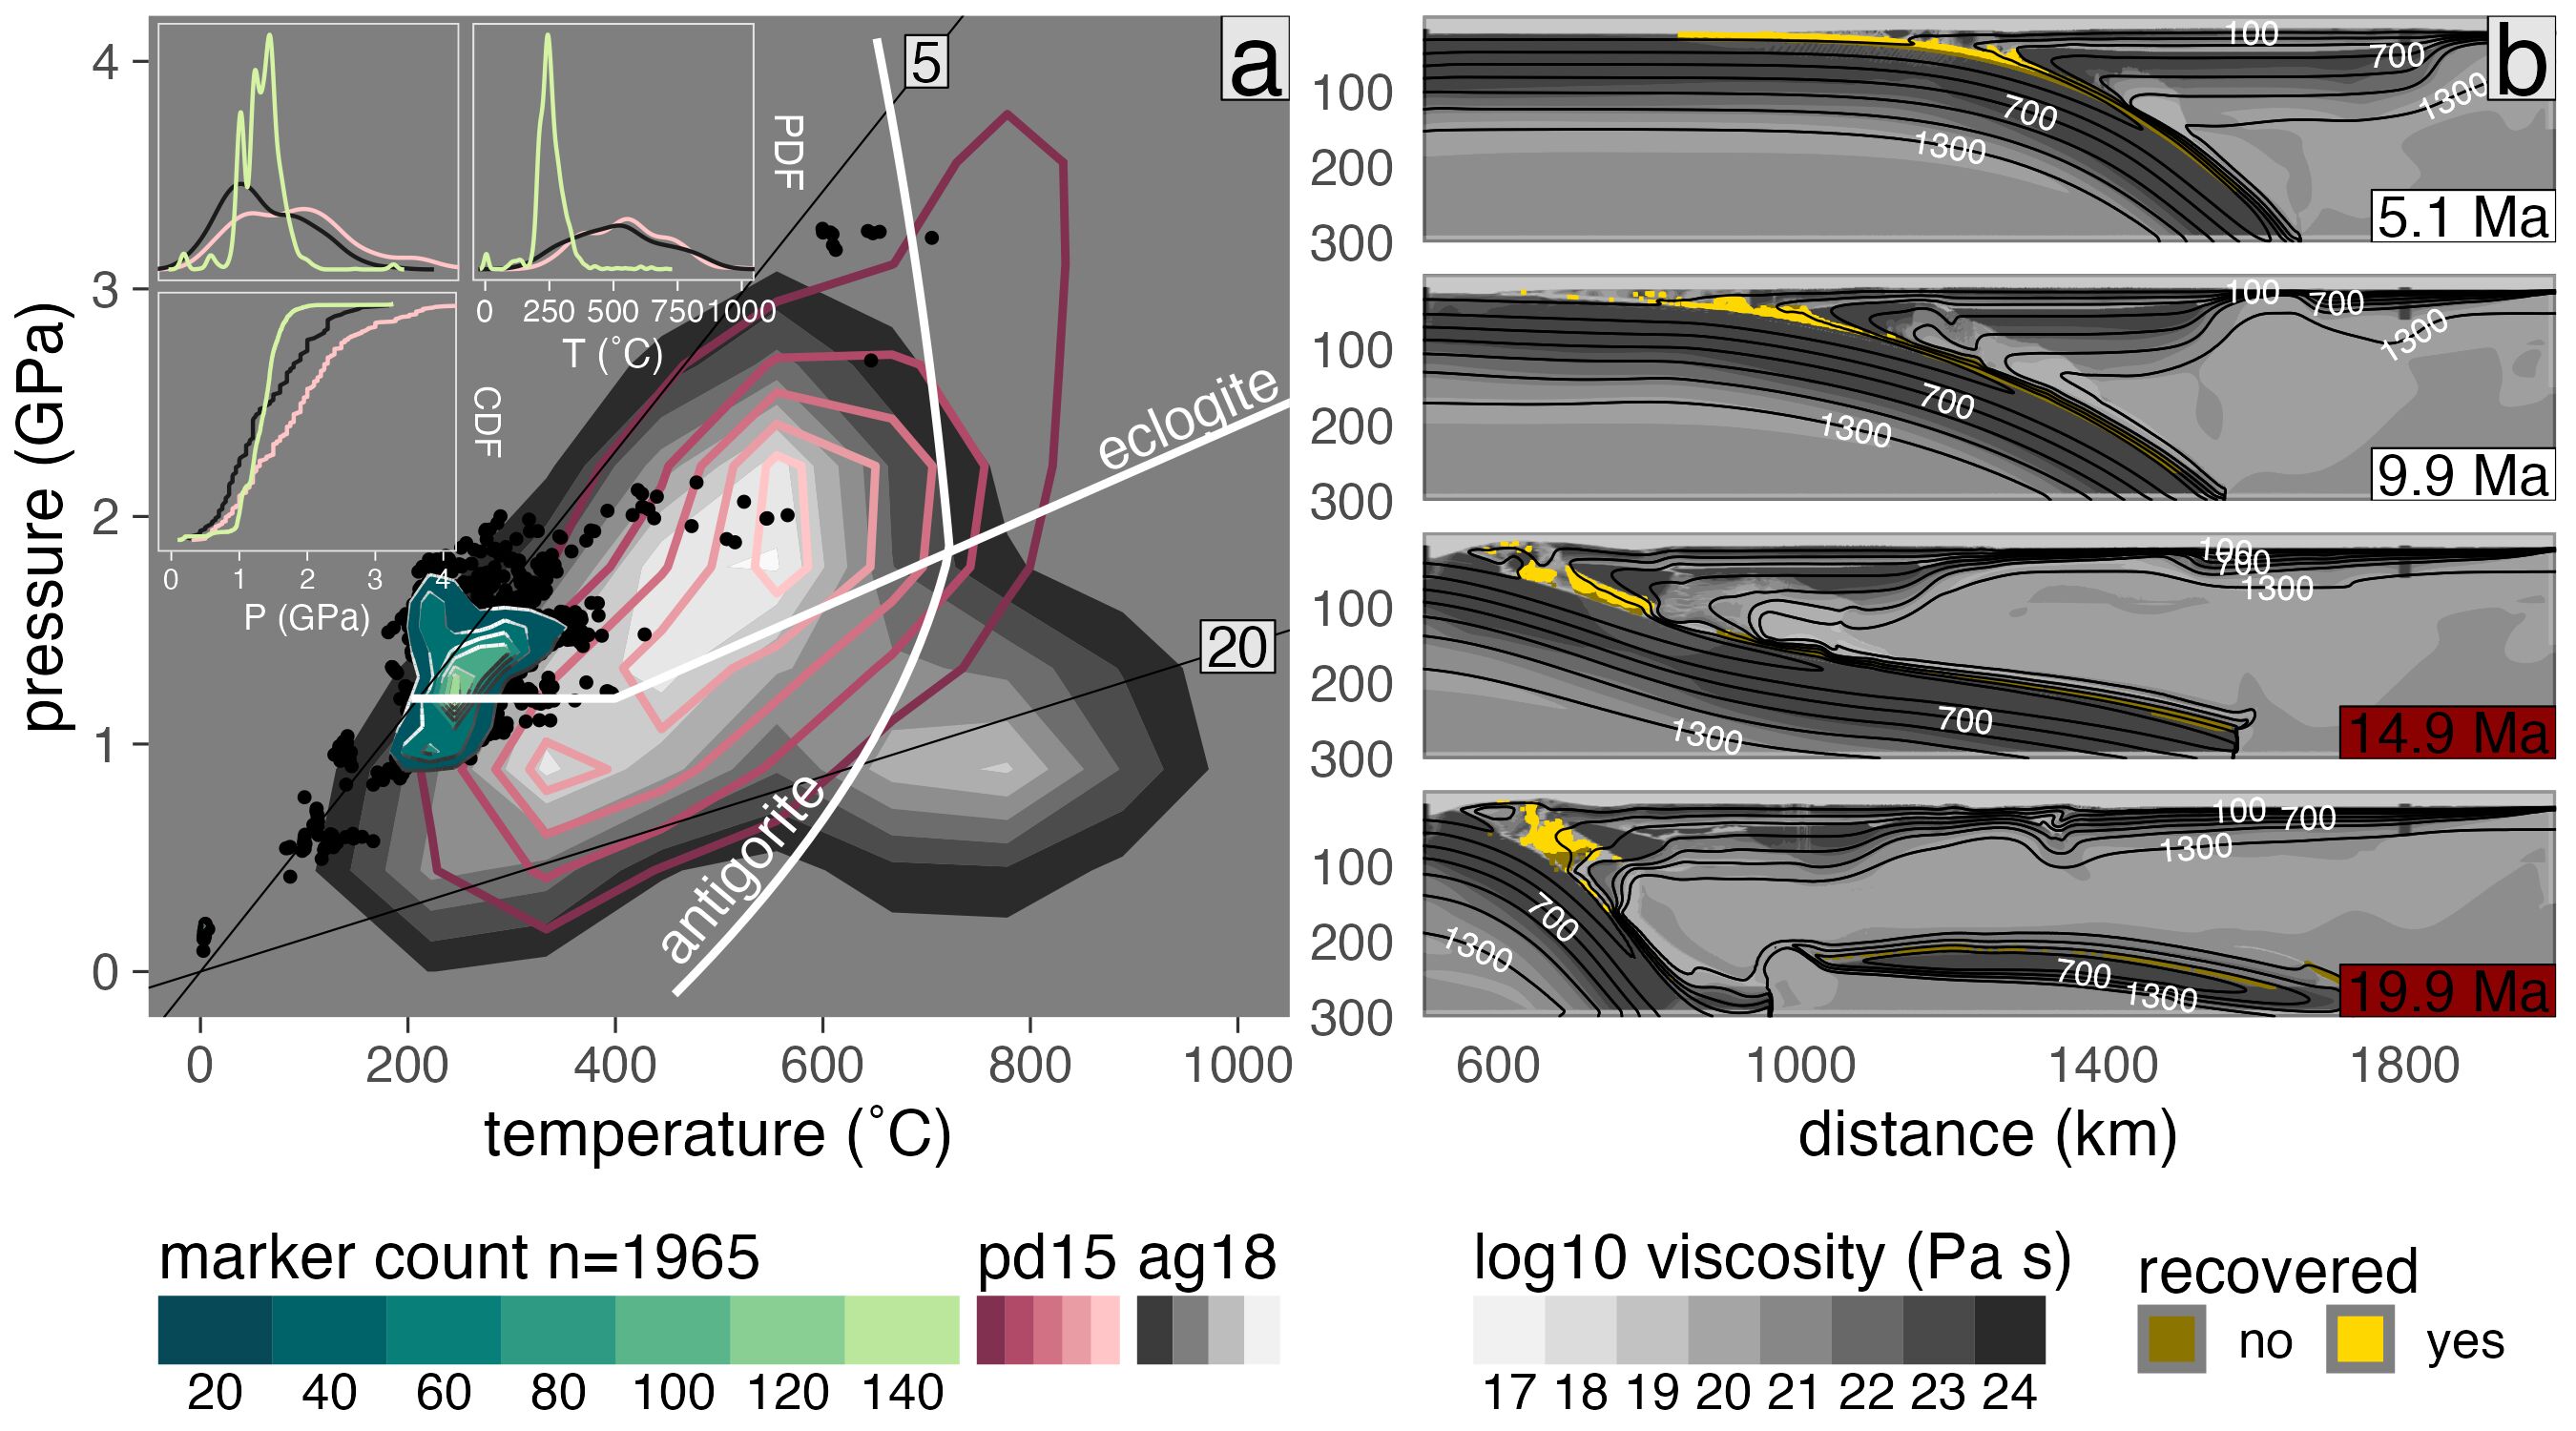 a
5
20
eclogite
antigorite
PDF
0 250 500 750 1000
T (˚C)
CDF
0 1 2 3 4
P (GPa)
4
3
2
1
0
pressure (GPa)
0 200 400 600 800 1000
temperature (˚C)
b
100
700
1300
700
1300
100
200
300
5.1 Ma
100
700
1300
700
1300
100
200
300
9.9 Ma
100
700
1300
700
1300
100
200
300
14.9 Ma
100 700
1300
700
1300
700 1300
100
200
300
19.9 Ma
600 1000 1400 1800
distance (km)
marker count n=1965
20 40 60 80 100 120 140
pd15 ag18
log10 viscosity (Pa s)
17 18 19 20 21 22 23 24
recovered
no yes